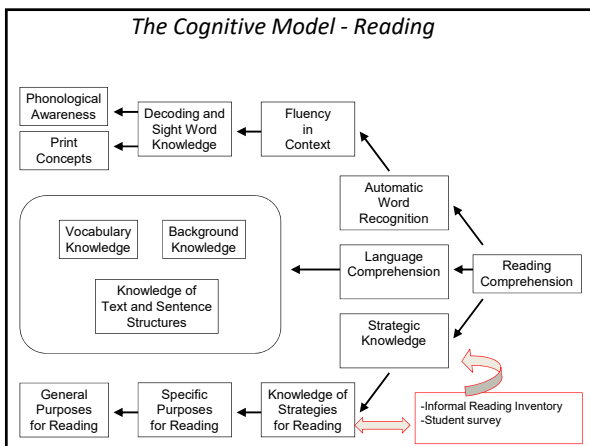 The Cognitive Model - Reading
Phonological
Awareness
Print
Concepts
Decoding and
Sight Word
Knowledge
Fluency
in
Context
Automatic
Word
Recognition
Vocabulary
Knowledge
Background
Knowledge
Knowledge of
Text and Sentence
Structures
Language
Comprehension
Reading
Comprehension
Strategic
Knowledge
General
Purposes
for Reading
Specific
Purposes
for Reading
Knowledge of
Strategies
for Reading
-Informal Reading Inventory
-Student survey